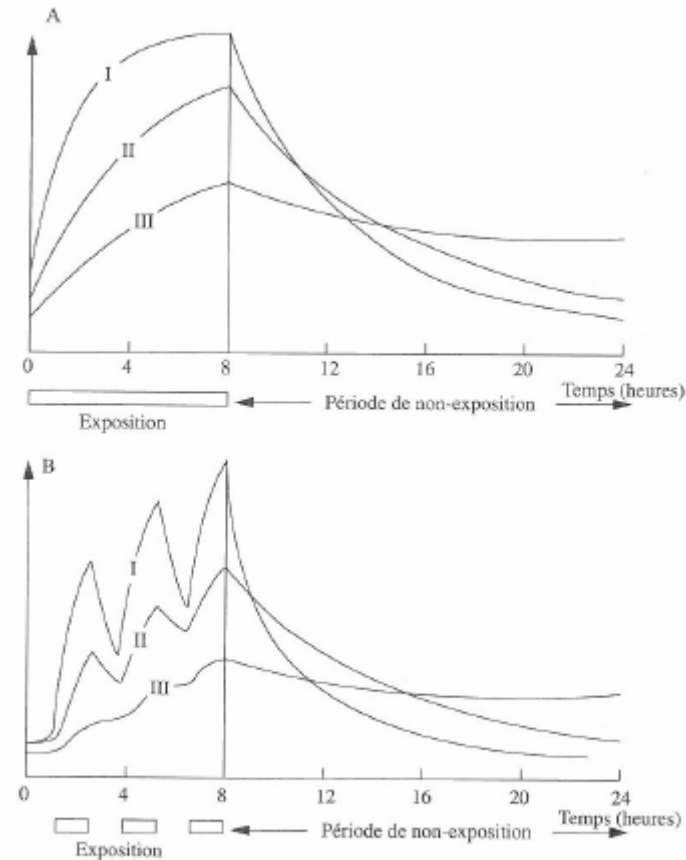 A
I
II
III
0 4 8 12 16 20 24
Temps (heures)
Période de non-exposition
Exposition
B
I
II
III
0 4 8 12 16 20 24
Temps (heures)
Période de non-exposition
Exposition